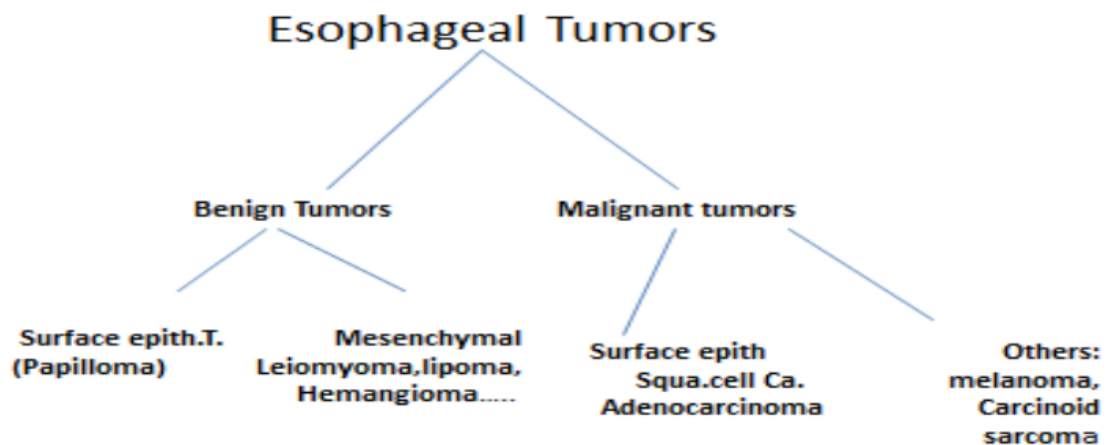 Esophageal Tumors
Benign Tumors
Malignant tumors
Surface epith.T.
(Papilloma)
Mesenchymal
Leiomyoma,lipoma,
Hemangioma.....
Surface epith
Squa.cell Ca.
Adenocarcinoma
Others:
melanoma,
Carcinoid
sarcoma